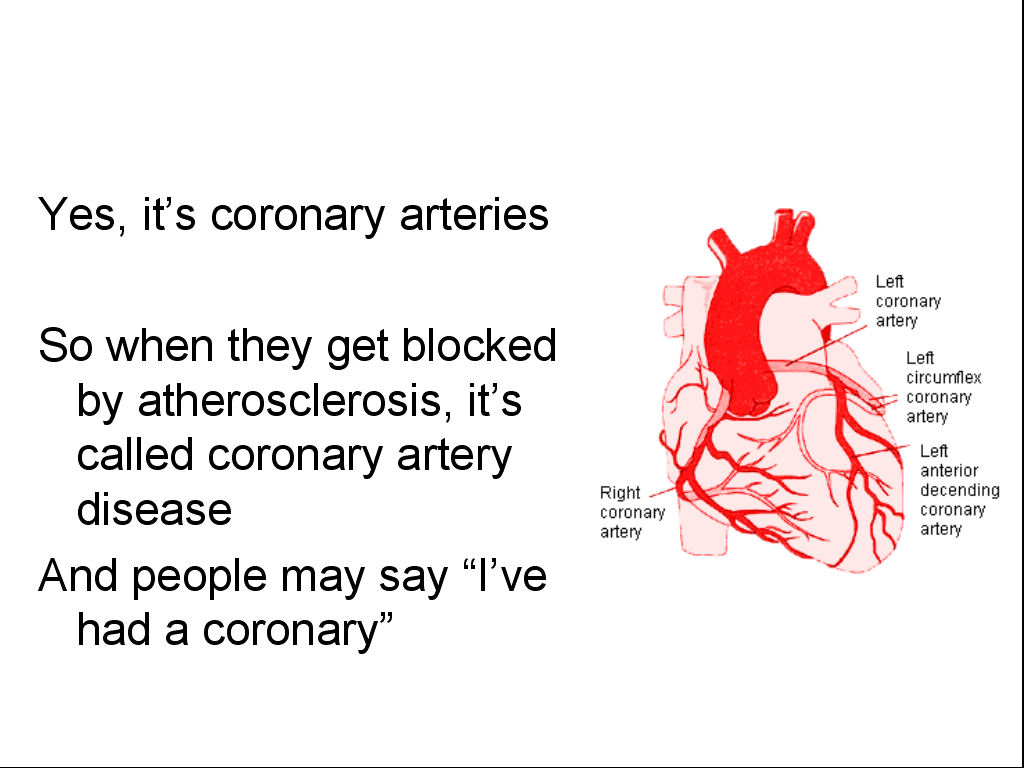 Yes, it’s coronary arteries
So when they get blocked
by atherosclerosis, it’s
called coronary artery
disease
And people may say “I’ve
had a coronary”
Left
coronary
artery
Left
circumflex
coronary
artery
Left
anterior
decending
coronary
artery
Right
coronary
artery